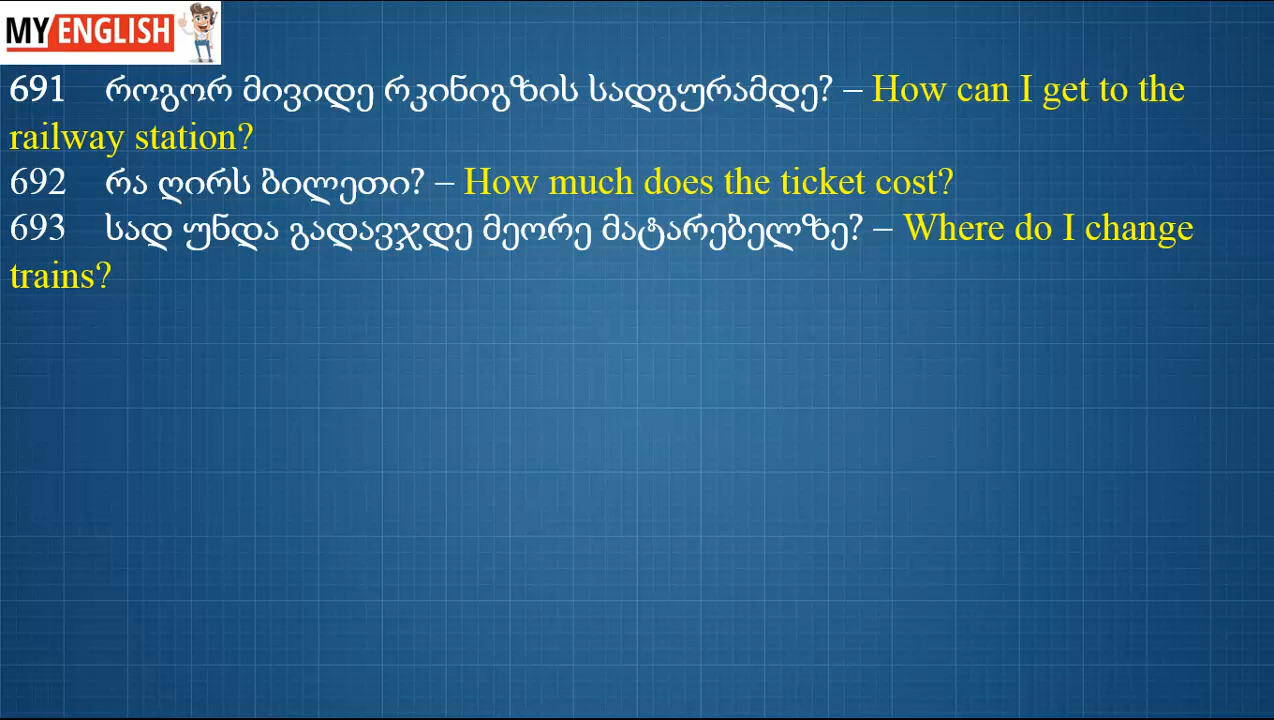 MY ENGLISH
691 როგორ მივიდე რკინიგზის სადგურამდე? – How can I get to the
railway station?
692 რა ღირს ბილეთი? – How much does the ticket cost?
693 სად უნდა გადავჯდე მეორე მატარებელზე? – Where do I change
trains?